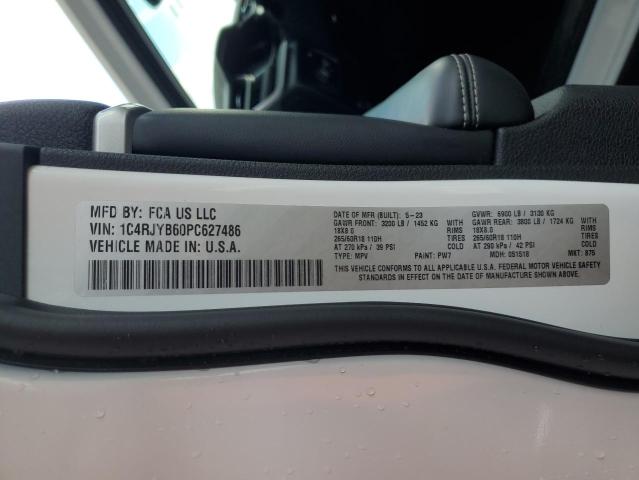 MFD BY: FCA US LLC
VIN: 1C4RJYB60PC627486
VEHICLE MADE IN: U.S.A.
DATE OF MFR (BUILT): 5-23 GVWR: 6900 LB / 3130 KG
GAWR FRONT: 3200 LB / 1452 KG GAWR REAR: 3800 LB / 1724 KG
18X8.0 RIMS 18X8.0 RIMS
265/60R18 110H TIRES 265/60R18 110H TIRES
AT 270 kPa / 39 PSI COLD AT 290 kPa / 42 PSI COLD
TYPE: MPV PAINT: PW7 MDH: 051518 MKT: 875
THIS VEHICLE CONFORMS TO ALL APPLICABLE U.S.A. FEDERAL MOTOR VEHICLE SAFETY
STANDARDS IN EFFECT ON THE DATE OF MANUFACTURE SHOWN ABOVE.